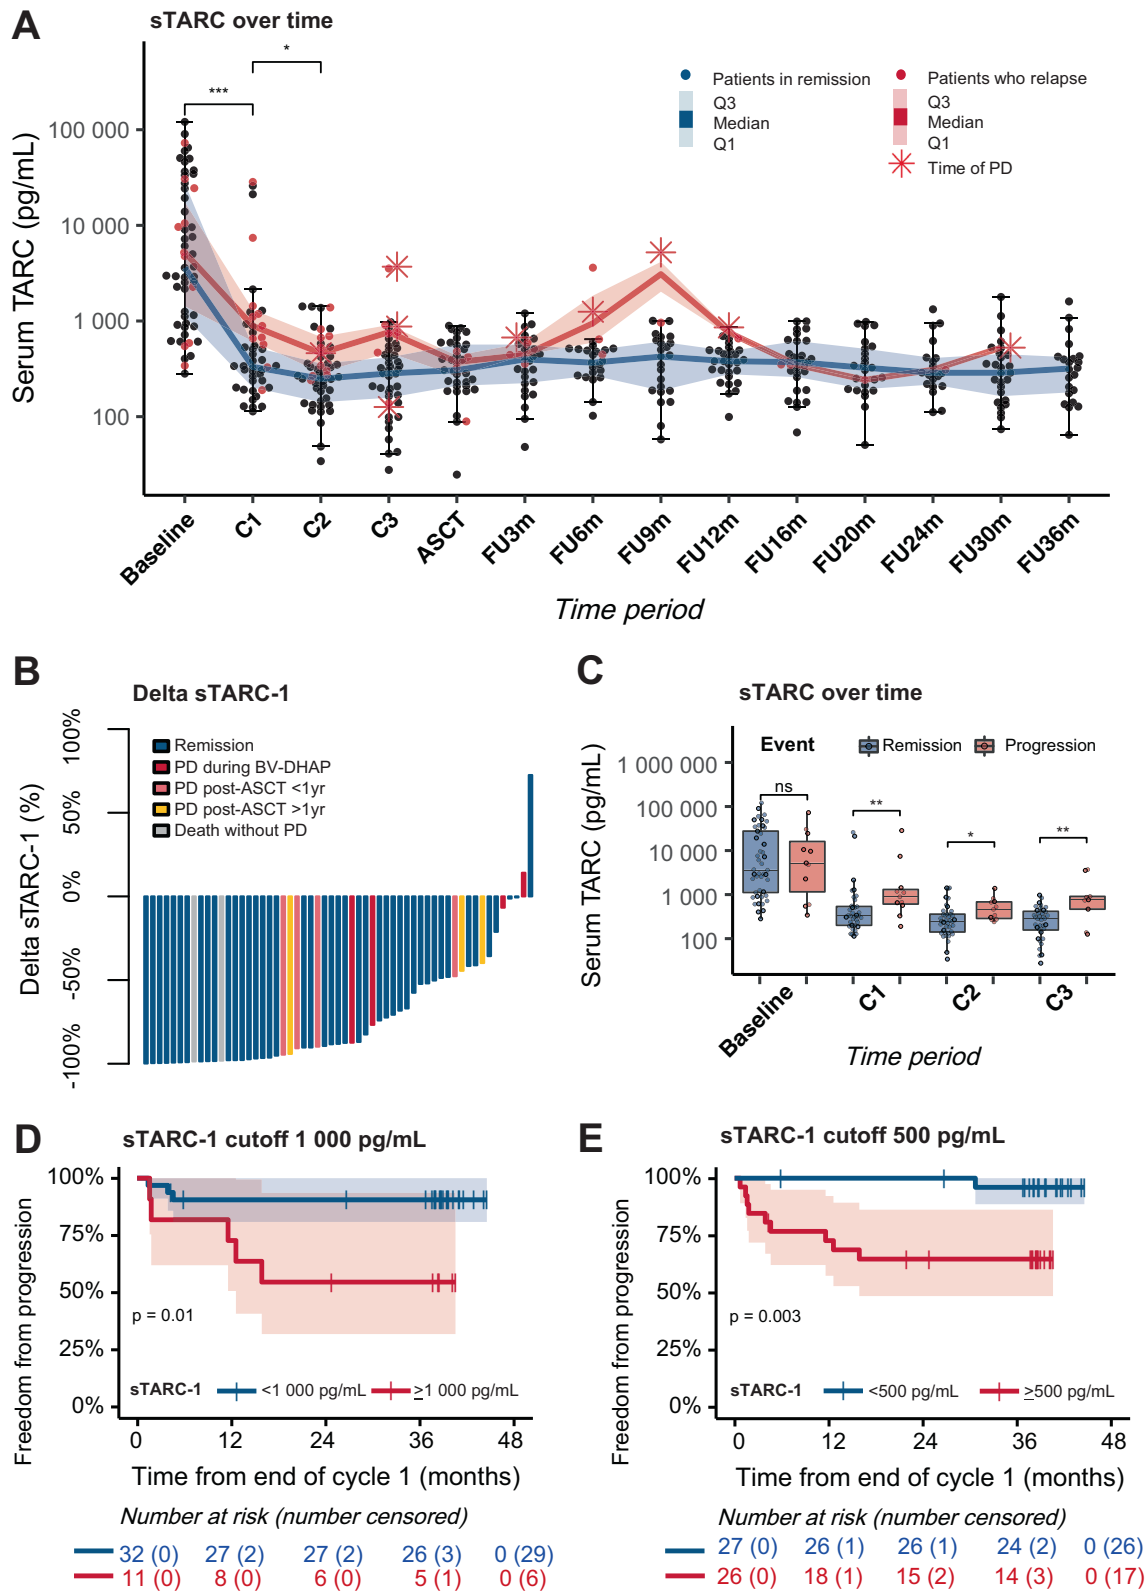 A
sTARC over time
Serum TARC (pg/mL)
100 000
10 000
1 000
100
***
*
Patients in remission
Q3
Median
Q1
Patients who relapse
Q3
Median
Q1
Time of PD
Baseline
C1
C2
C3
ASCT
FU3m
FU6m
FU9m
FU12m
FU16m
FU20m
FU24m
FU30m
FU36m
Time period
B
Delta sTARC-1
Delta sTARC-1 (%)
100%
50%
0%
-50%
-100%
Remission
PD during BV-DHAP
PD post-ASCT <1yr
PD post-ASCT >1yr
Death without PD
C
sTARC over time
Event
Remission
Progression
Serum TARC (pg/mL)
1 000 000
100 000
10 000
1 000
100
ns
**
*
**
Baseline
C1
C2
C3
Time period
D
sTARC-1 cutoff 1 000 pg/mL
Freedom from progression
100%
75%
50%
25%
0%
p = 0.01
sTARC-1
<1 000 pg/mL
≥1 000 pg/mL
0 12 24 36 48
Time from end of cycle 1 (months)
Number at risk (number censored)
32 (0) 27 (2) 27 (2) 26 (3) 0 (29)
11 (0) 8 (0) 6 (0) 5 (1) 0 (6)
E
sTARC-1 cutoff 500 pg/mL
Freedom from progression
100%
75%
50%
25%
0%
p = 0.003
sTARC-1
<500 pg/mL
≥500 pg/mL
0 12 24 36 48
Time from end of cycle 1 (months)
Number at risk (number censored)
27 (0) 26 (1) 26 (1) 24 (2) 0 (26)
26 (0) 18 (1) 15 (2) 14 (3) 0 (17)